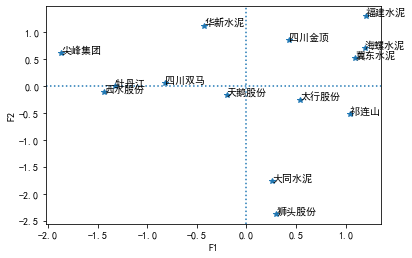 福建水泥
华新水泥
四川金顶
海螺水泥
尖峰集团
冀东水泥
牡丹江
四川双马
西水股份
天鹅股份
太行股份
祁连山
大同水泥
狮头股份
1.5
1.0
0.5
0.0
-0.5
-1.0
-1.5
-2.0
-2.5
F2
-2.0
-1.5
-1.0
-0.5
0.0
0.5
1.0
F1